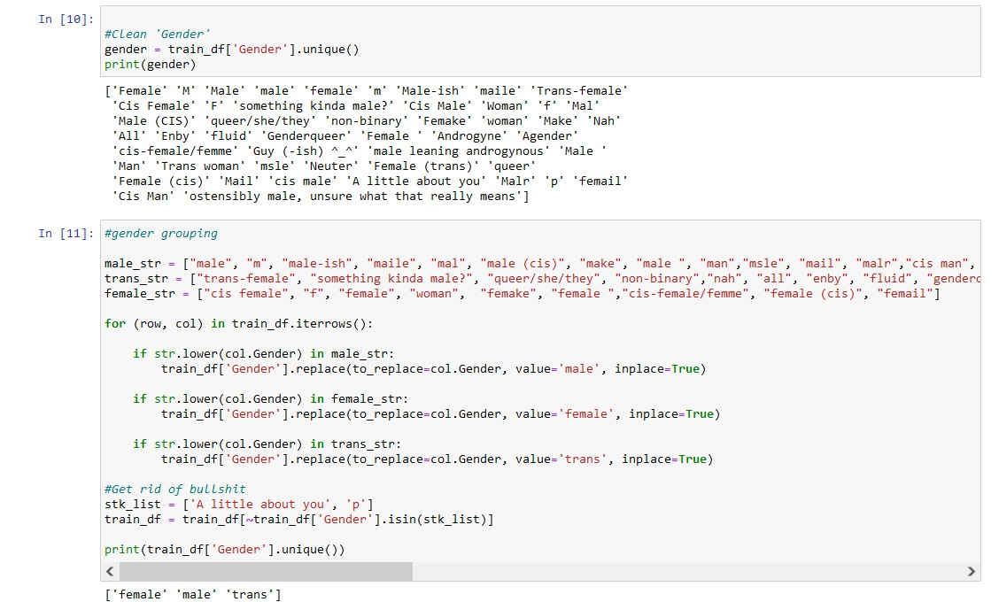 In [10]:
#Clean 'Gender'
gender = train_df['Gender'].unique()
print(gender)
['Female' 'M' 'Male' 'male' 'female' 'm' 'Male-ish' 'maile' 'Trans-female'
'Cis Female' 'F' 'something kinda male?' 'Cis Male' 'Woman' 'f' 'Mal'
'Male (CIS)' 'queer/she/they' 'non-binary' 'Femake' 'woman' 'Make' 'Nah'
'All' 'Enby' 'fluid' 'Genderqueer' 'Female ' 'Androgyne' 'Agender'
'cis-female/femme' 'Guy (-ish) ^_^' 'male leaning androgynous' 'Male '
'Man' 'Trans woman' 'msle' 'Neuter' 'Female (trans)' 'queer'
'Female (cis)' 'Mail' 'cis male' 'A little about you' 'Malr' 'p' 'femail'
'Cis Man' 'ostensibly male, unsure what that really means']
In [11]:
#gender grouping
male_str = ["male", "m", "male-ish", "maile", "mal", "male (cis)", "make", "male ", "man","msle", "mail", "malr","cis man",
trans_str = ["trans-female", "something kinda male?", "queer/she/they", "non-binary","nah", "all", "enby", "fluid", "genderq
female_str = ["cis female", "f", "female", "woman",  "femake", "female ","cis-female/femme", "female (cis)", "femail"]
for (row, col) in train_df.iterrows():
if str.lower(col.Gender) in male_str:
train_df['Gender'].replace(to_replace=col.Gender, value='male', inplace=True)
if str.lower(col.Gender) in female_str:
train_df['Gender'].replace(to_replace=col.Gender, value='female', inplace=True)
if str.lower(col.Gender) in trans_str:
train_df['Gender'].replace(to_replace=col.Gender, value='trans', inplace=True)
#Get rid of bullshit
stk_list = ['A little about you', 'p']
train_df = train_df[~train_df['Gender'].isin(stk_list)]
print(train_df['Gender'].unique())
['female' 'male' 'trans']